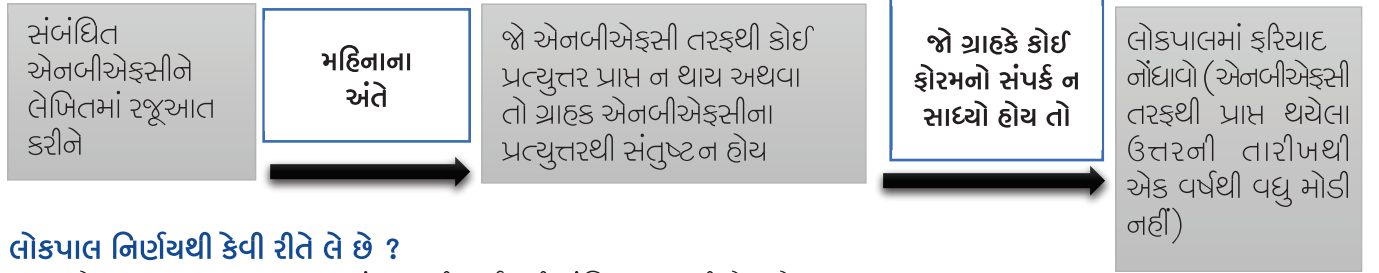 સંબંધિત
એનબીએફસીને
લેખિતમાં રજૂઆત
કરીને
મહિનાના
અંતે
જો એનબીએફસી તરફથી કોઈ
પ્રત્યુત્તર પ્રાપ્ત ન થાય અથવા
તો ગ્રાહક એનબીએફસીના
પ્રત્યુત્તરથી સંતુષ્ટ ન હોય
જો ગ્રાહકે કોઈ
ફોરમનો સંપર્ક ન
સાધ્યો હોય તો
લોકપાલમાં ફરિયાદ
નોંધાવો (એનબીએફસી
તરફથી પ્રાપ્ત થયેલા
ઉત્તરની તારીખથી
એક વર્ષથી વધુ મોડી
નહીં)
લોકપાલ નિર્ણયથી કેવી રીતે લે છે ?